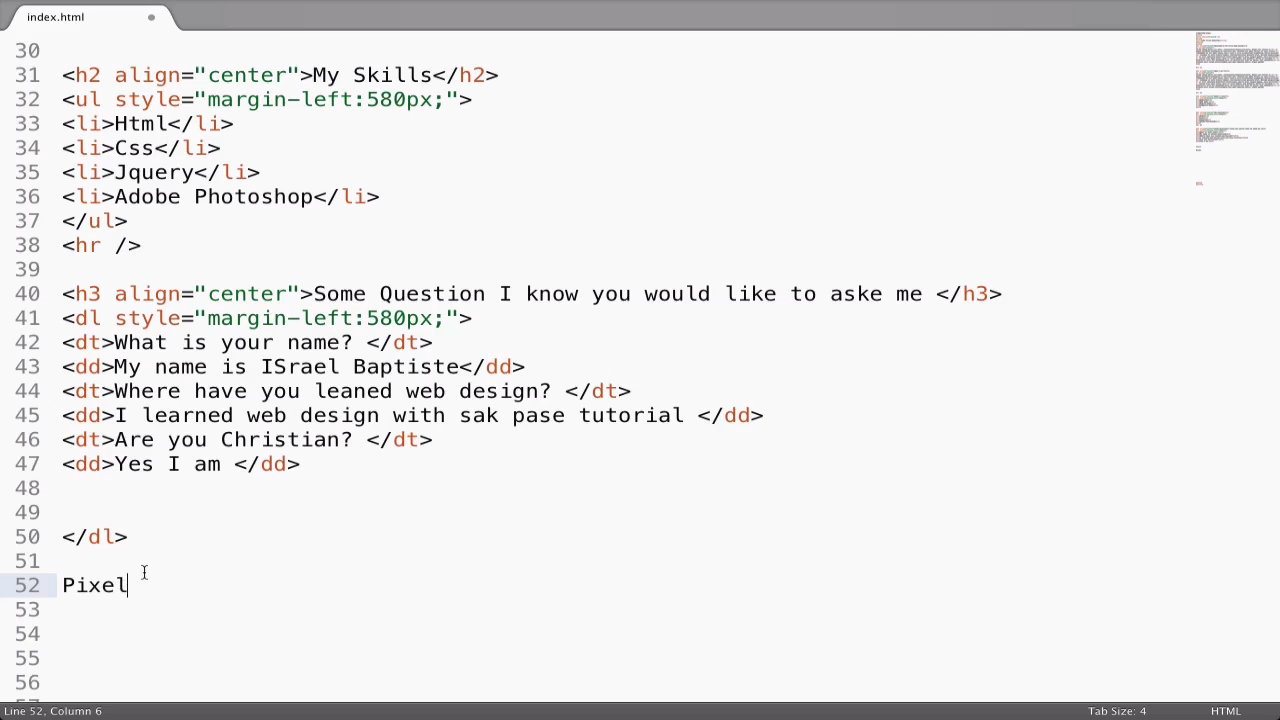 index.html
30
31 <h2 align="center">My Skills</h2>
32 <ul style="margin-left:580px;">
33 <li>Html</li>
34 <li>Css</li>
35 <li>Jquery</li>
36 <li>Adobe Photoshop</li>
37 </ul>
38 <hr />
39
40 <h3 align="center">Some Question I know you would like to aske me </h3>
41 <dl style="margin-left:580px;">
42 <dt>What is your name? </dt>
43 <dd>My name is ISrael Baptiste</dd>
44 <dt>Where have you leaned web design? </dt>
45 <dd>I learned web design with sak pase tutorial </dd>
46 <dt>Are you Christian? </dt>
47 <dd>Yes I am </dd>
48
49
50 </dl>
51
52 Pixel
53
54
55
56
Line 52, Column 6 Tab Size: 4 HTML